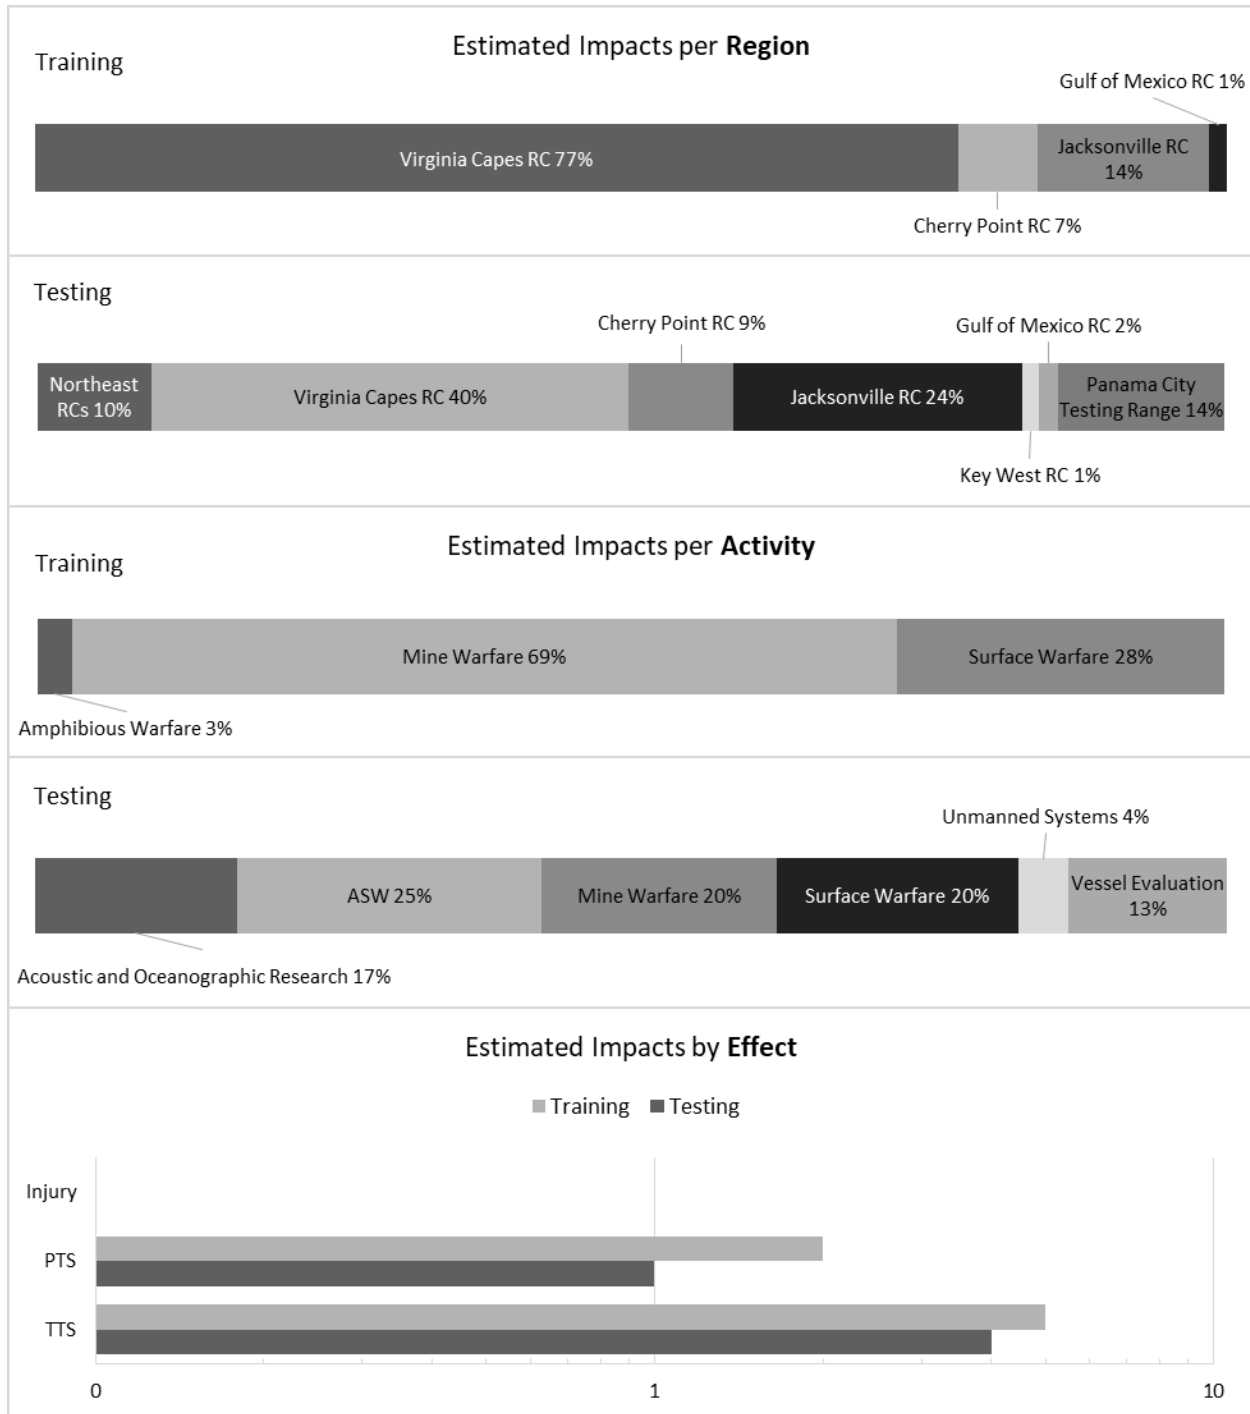 Estimated Impacts per Region
Training
Gulf of Mexico RC 1%
Virginia Capes RC 77%
Jacksonville RC
14%
Cherry Point RC 7%
Testing
Cherry Point RC 9%
Gulf of Mexico RC 2%
Northeast
RCs 10%
Virginia Capes RC 40%
Jacksonville RC 24%
Panama City
Testing Range 14%
Key West RC 1%
Estimated Impacts per Activity
Training
Mine Warfare 69%
Surface Warfare 28%
Amphibious Warfare 3%
Testing
Unmanned Systems 4%
ASW 25%
Mine Warfare 20%
Surface Warfare 20%
Vessel Evaluation
13%
Acoustic and Oceanographic Research 17%
Estimated Impacts by Effect
Training
Testing
Injury
PTS
TTS
0
1
10